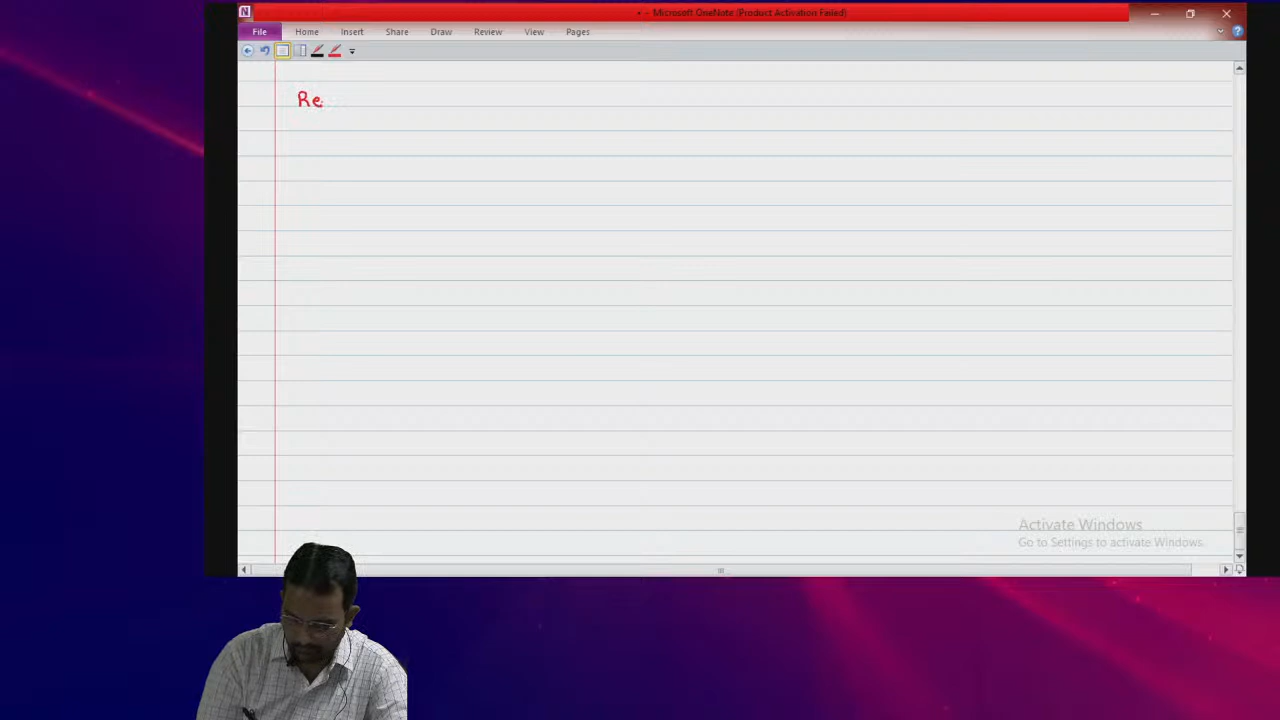 Microsoft OneNote (Product Activation Failed)
File Home Insert Share Draw Review View Pages
Re
Activate Windows
Go to Settings to activate Windows.